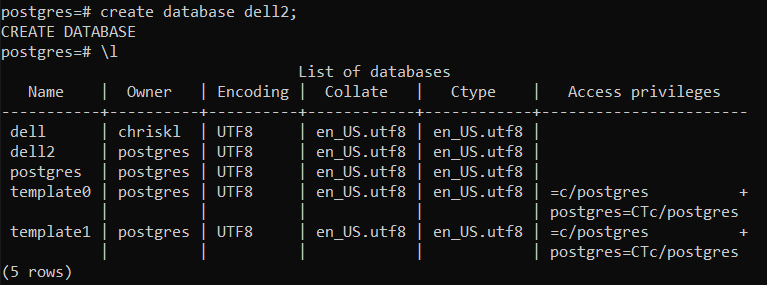 postgres=# create database dell2;
CREATE DATABASE
postgres=# \l
                              List of databases
   Name    |  Owner   | Encoding |  Collate   |   Ctype    |   Access privileges
-----------+----------+----------+------------+------------+-----------------------
 dell      | chriskl  | UTF8     | en_US.utf8 | en_US.utf8 |
 dell2     | postgres | UTF8     | en_US.utf8 | en_US.utf8 |
 postgres  | postgres | UTF8     | en_US.utf8 | en_US.utf8 |
 template0 | postgres | UTF8     | en_US.utf8 | en_US.utf8 | =c/postgres          +
           |          |          |            |            | postgres=CTc/postgres
 template1 | postgres | UTF8     | en_US.utf8 | en_US.utf8 | =c/postgres          +
           |          |          |            |            | postgres=CTc/postgres
(5 rows)